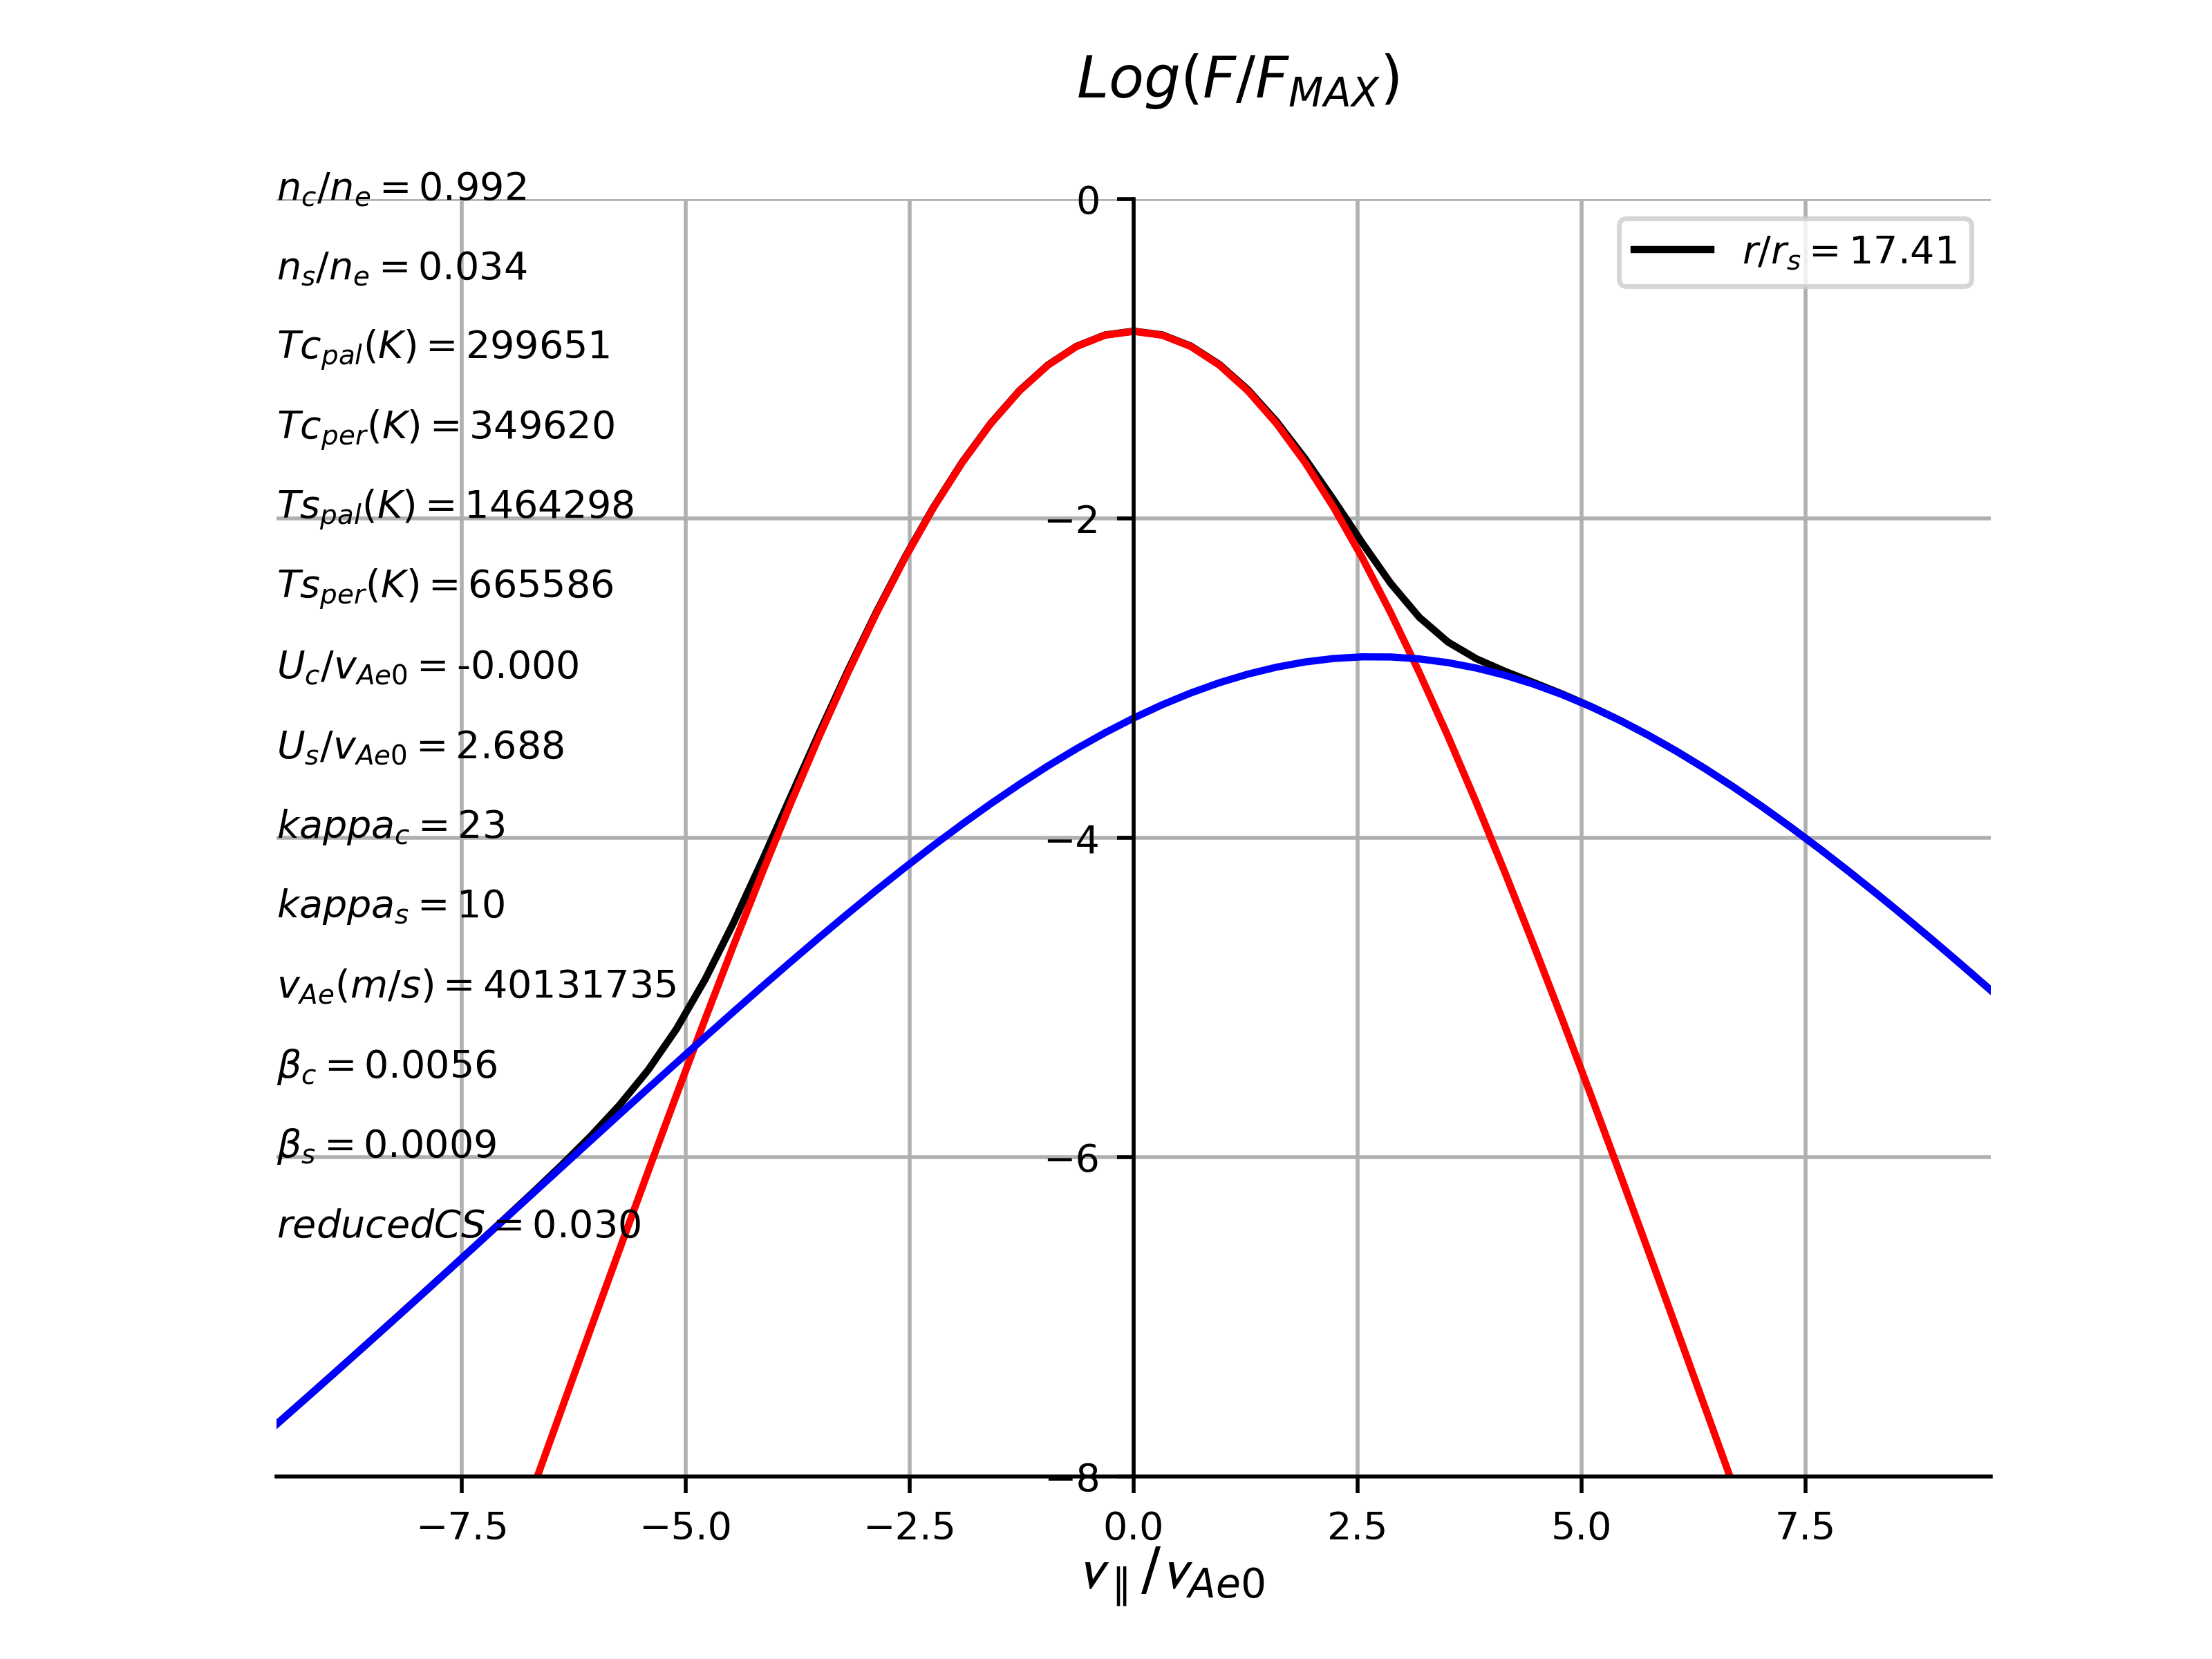 Log(F/F_MAX)
n_c/n_e = 0.992
n_s/n_e = 0.034
Tc_pal(K) = 299651
Tc_per(K) = 349620
Ts_pal(K) = 1464298
Ts_per(K) = 665586
U_c/v_Ae0 = -0.000
U_s/v_Ae0 = 2.688
kappa_c = 23
kappa_s = 10
v_Ae(m/s) = 40131735
β_c = 0.0056
β_s = 0.0009
reducedCS = 0.030
r/r_s = 17.41
0
−2
−4
−6
−8
−7.5 −5.0 −2.5 0.0 2.5 5.0 7.5
v_∥/v_Ae0